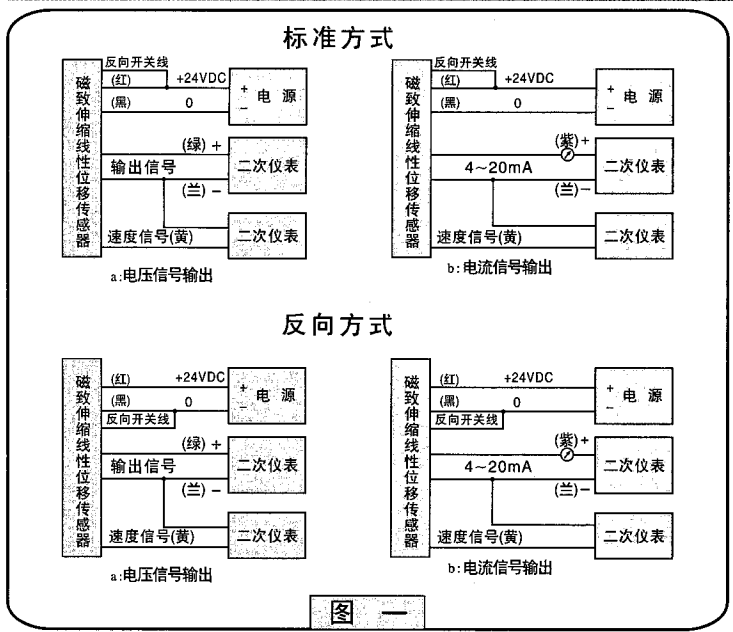 标准方式
磁致伸缩线性位移传感器
反向开关线
(红) +24VDC
(黑) 0
+
−
电 源
(绿) +
输出信号
(兰) −
二次仪表
速度信号(黄)
二次仪表
a:电压信号输出
磁致伸缩线性位移传感器
反向开关线
(红) +24VDC
(黑) 0
+
−
电 源
(紫)+
4~20mA
(兰)−
二次仪表
速度信号(黄)
二次仪表
b:电流信号输出
反向方式
磁致伸缩线性位移传感器
(红) +24VDC
(黑) 0
反向开关线
+
−
电 源
(绿) +
输出信号
(兰) −
二次仪表
速度信号(黄)
二次仪表
a:电压信号输出
磁致伸缩线性位移传感器
(红) +24VDC
(黑) 0
反向开关线
+
−
电 源
(紫)+
4~20mA
(兰)−
二次仪表
速度信号(黄)
二次仪表
b:电流信号输出
图 一